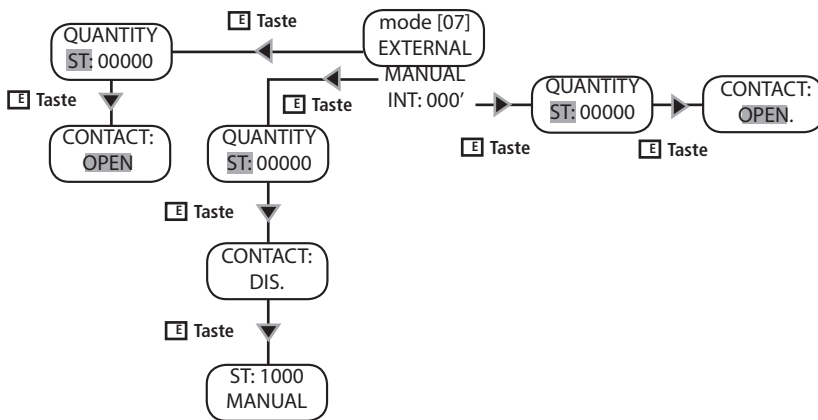 E Taste
mode [07]
EXTERNAL
MANUAL
INT: 000'
QUANTITY
ST: 00000
E Taste
CONTACT:
OPEN
E Taste
QUANTITY
ST: 00000
E Taste
CONTACT:
DIS.
E Taste
ST: 1000
MANUAL
E Taste
QUANTITY
ST: 00000
E Taste
CONTACT:
OPEN.